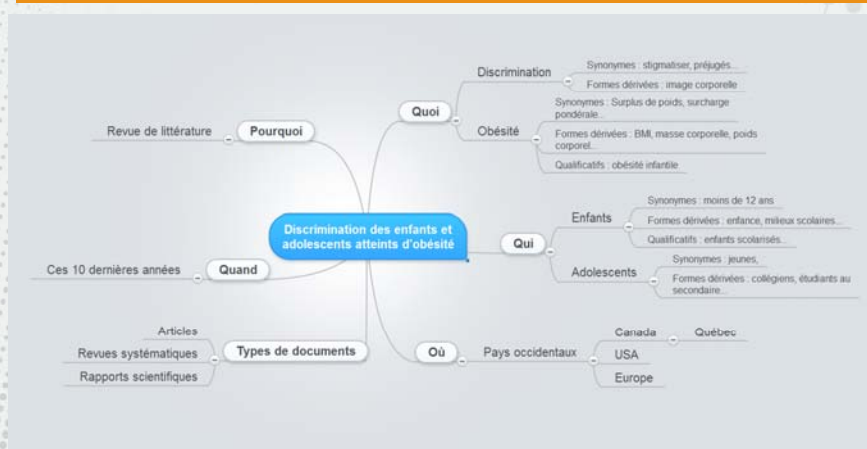 Discrimination des enfants et
adolescents atteints d'obésité
Pourquoi
Revue de littérature
Quoi
Discrimination
Synonymes : stigmatiser, préjugés...
Formes dérivées : image corporelle
Obésité
Synonymes : Surplus de poids, surcharge
pondérale...
Formes dérivées : BMI, masse corporelle, poids
corporel...
Qualificatifs : obésité infantile
Qui
Enfants
Synonymes : moins de 12 ans
Formes dérivées : enfance, milieux scolaires...
Qualificatifs : enfants scolarisés...
Adolescents
Synonymes : jeunes,
Formes dérivées : collégiens, étudiants au
secondaire...
Quand
Ces 10 dernières années
Types de documents
Articles
Revues systématiques
Rapports scientifiques
Où
Pays occidentaux
Canada
Québec
USA
Europe